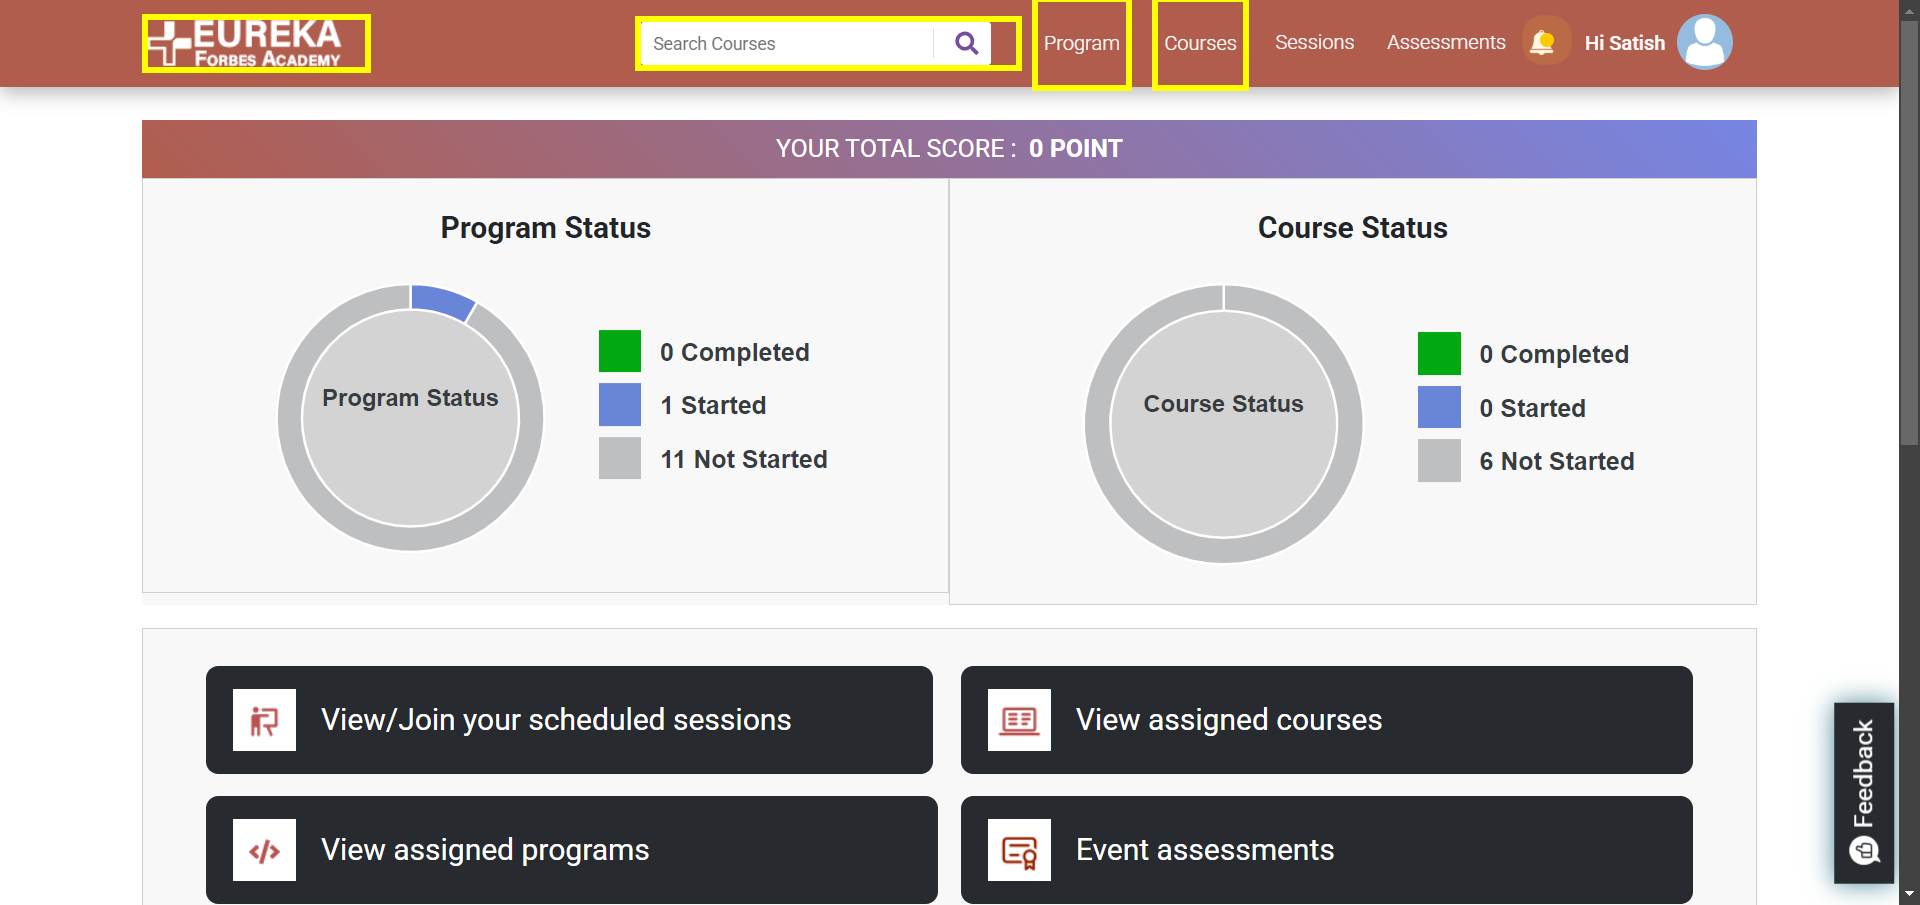 EUREKA
FORBES ACADEMY
Search Courses
Program
Courses
Sessions
Assessments
Hi Satish
YOUR TOTAL SCORE : 0 POINT
Program Status
Program Status
0 Completed
1 Started
11 Not Started
Course Status
Course Status
0 Completed
0 Started
6 Not Started
View/Join your scheduled sessions
View assigned courses
View assigned programs
Event assessments
Feedback